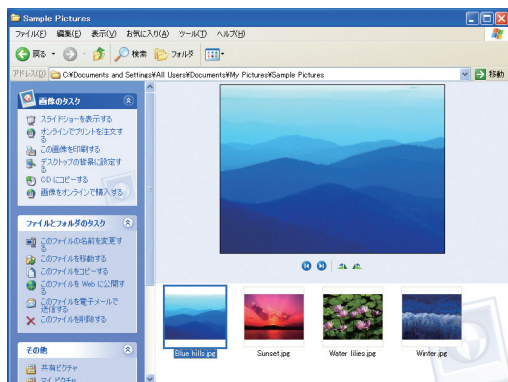 Sample Pictures
ファイル(F) 編集(E) 表示(V) お気に入り(A) ツール(T) ヘルプ(H)
戻る 検索 フォルダ
アドレス(D) C:¥Documents and Settings¥All Users¥Documents¥My Pictures¥Sample Pictures 移動
画像のタスク
スライドショーを表示する
オンラインでプリントを注文す
る
この画像を印刷する
デスクトップの背景に設定す
る
CD にコピーする
画像をオンラインで購入する
ファイルとフォルダのタスク
このファイルの名前を変更す
る
このファイルを移動する
このファイルをコピーする
このファイルを Web に公開す
る
このファイルを電子メールで
送信する
このファイルを削除する
その他
共有ピクチャ
マイ ピクチャ
Blue hills.jpg Sunset.jpg Water lilies.jpg Winter.jpg